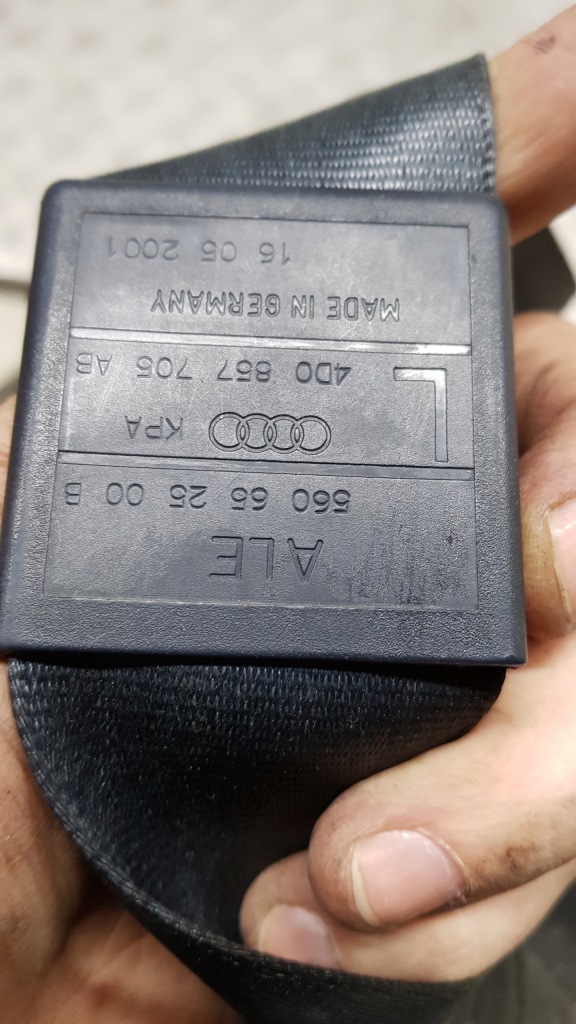 ALE
560 65 25 00 B
KPA
L 4D0 857 705 AB
MADE IN GERMANY
16 05 2001